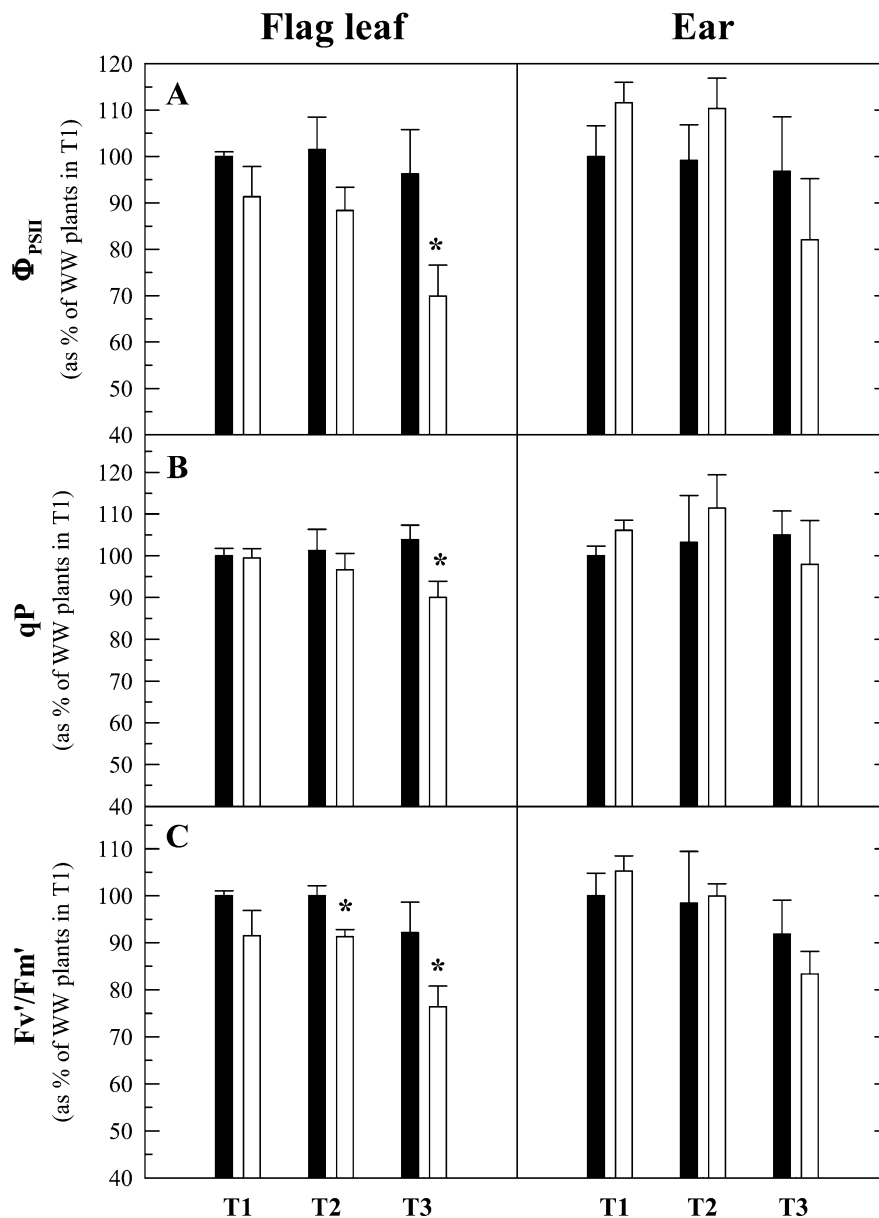 Flag leaf Ear
A
120
110
100
90
80
70
60
50
40
ΦPSII
(as % of WW plants in T1)
*
B
120
110
100
90
80
70
60
50
40
qP
(as % of WW plants in T1)
*
C
110
100
90
80
70
60
50
40
Fv'/Fm'
(as % of WW plants in T1)
*
*
T1 T2 T3 T1 T2 T3